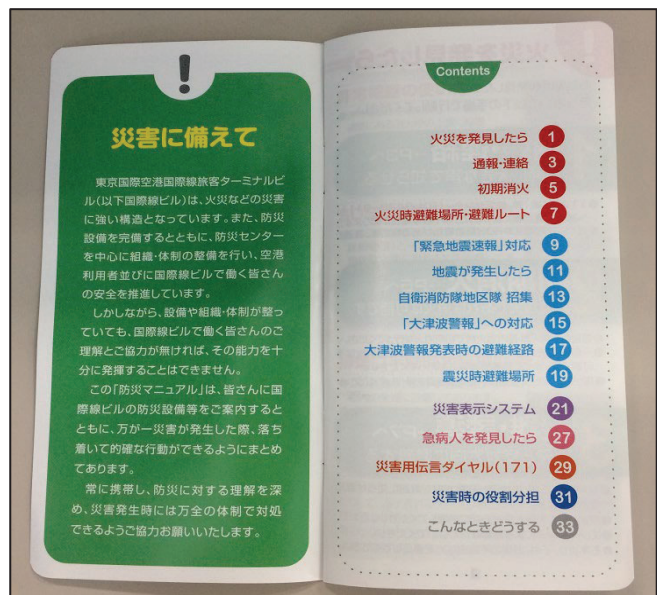 !
災害に備えて
東京国際空港国際線旅客ターミナルビ
ル(以下国際線ビル)は、火災などの災害
に強い構造となっています。また、防災
設備を完備するとともに、防災センター
を中心に組織・体制の整備を行い、空港
利用者並びに国際線ビルで働く皆さん
の安全を推進しています。
しかしながら、設備や組織・体制が整っ
ていても、国際線ビルで働く皆さんのご
理解とご協力が無ければ、その能力を十
分に発揮することはできません。
この「防災マニュアル」は、皆さんに国
際線ビルの防災設備等をご案内すると
ともに、万が一災害が発生した際、落ち
着いて的確な行動ができるようにまとめ
てあります。
常に携帯し、防災に対する理解を深
め、災害発生時には万全の体制で対処
できるようご協力お願いいたします。
Contents
火災を発見したら 1
通報・連絡 3
初期消火 5
火災時避難場所・避難ルート 7
「緊急地震速報」対応 9
地震が発生したら 11
自衛消防隊地区隊 招集 13
「大津波警報」への対応 15
大津波警報発表時の避難経路 17
震災時避難場所 19
災害表示システム 21
急病人を発見したら 27
災害用伝言ダイヤル(171) 29
災害時の役割分担 31
こんなときどうする 33